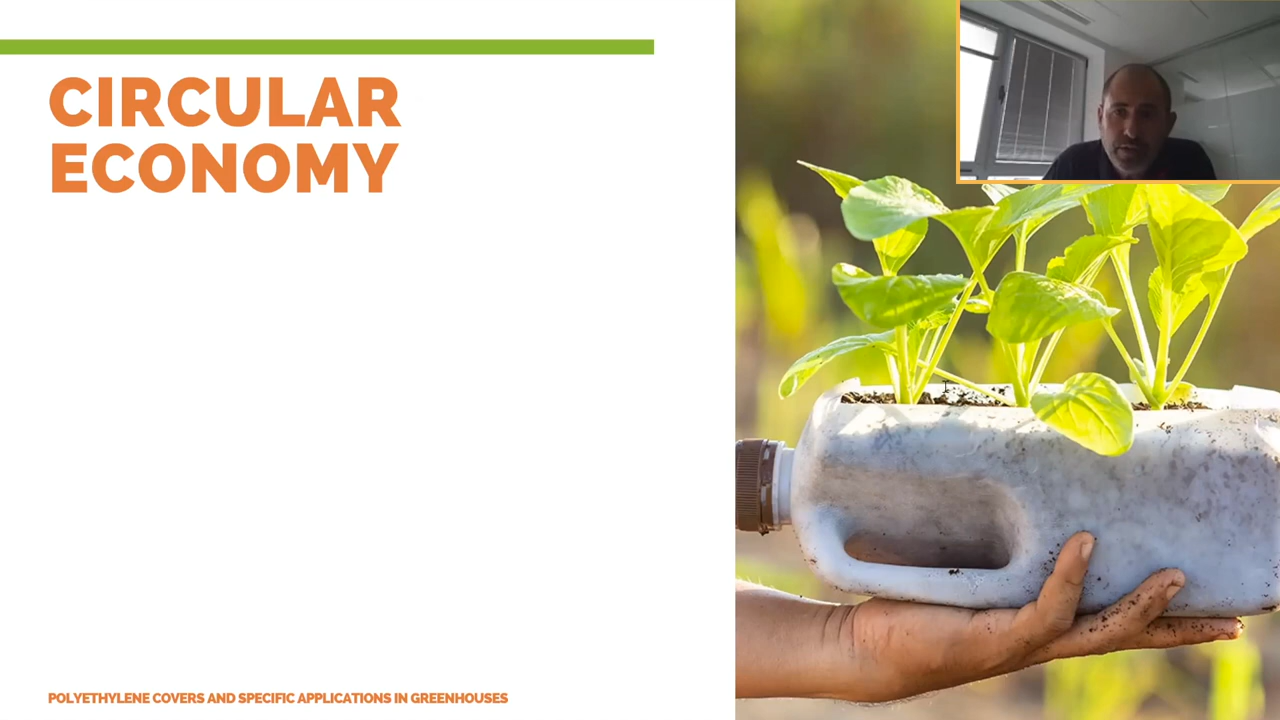 CIRCULAR
ECONOMY
POLYETHYLENE COVERS AND SPECIFIC APPLICATIONS IN GREENHOUSES